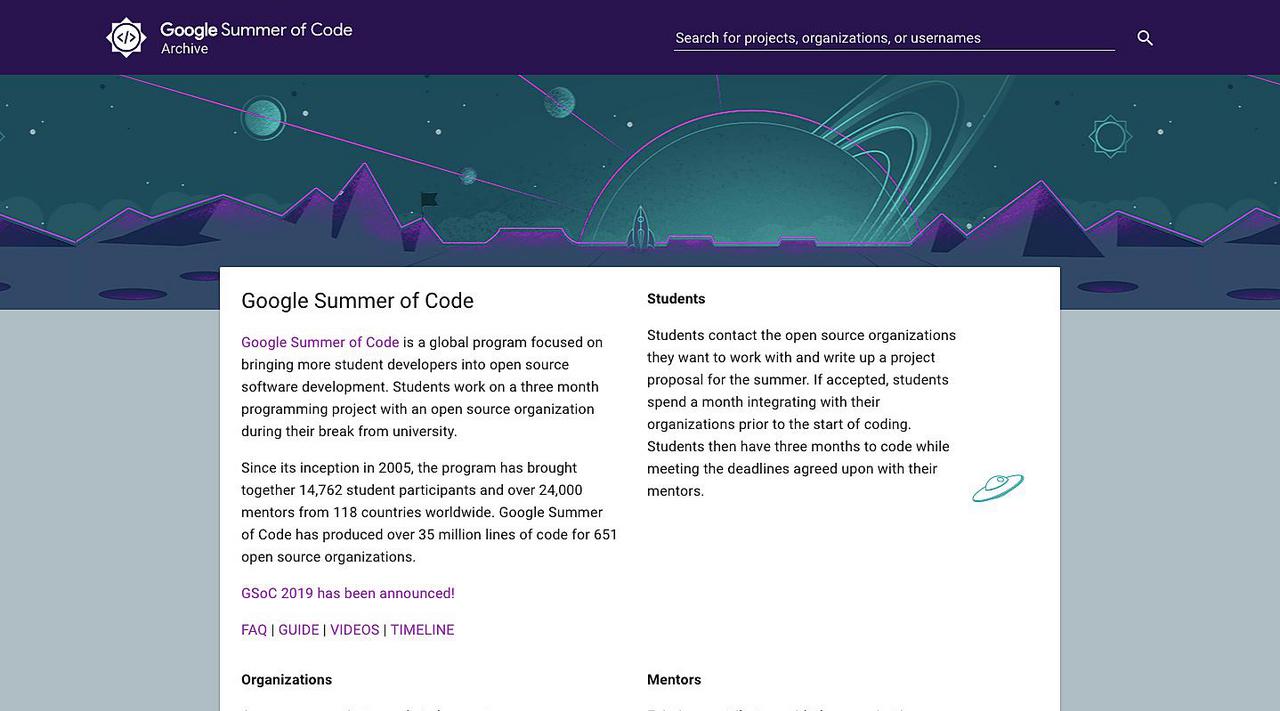 Google Summer of Code
Archive
Search for projects, organizations, or usernames
Google Summer of Code
Google Summer of Code is a global program focused on
bringing more student developers into open source
software development. Students work on a three month
programming project with an open source organization
during their break from university.
Since its inception in 2005, the program has brought
together 14,762 student participants and over 24,000
mentors from 118 countries worldwide. Google Summer
of Code has produced over 35 million lines of code for 651
open source organizations.
GSoC 2019 has been announced!
FAQ | GUIDE | VIDEOS | TIMELINE
Students
Students contact the open source organizations
they want to work with and write up a project
proposal for the summer. If accepted, students
spend a month integrating with their
organizations prior to the start of coding.
Students then have three months to code while
meeting the deadlines agreed upon with their
mentors.
Organizations
Mentors